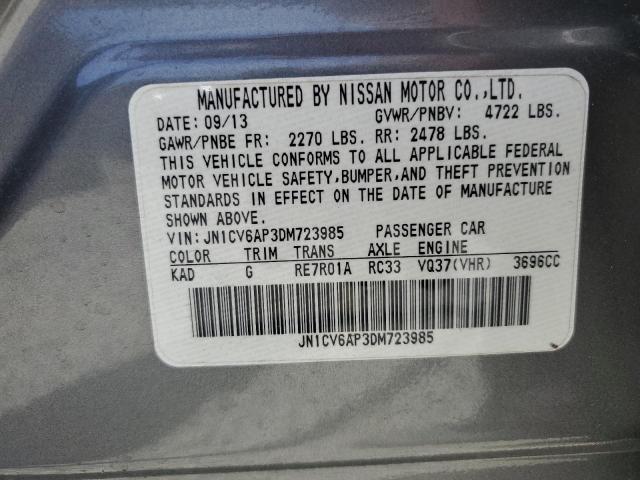 MANUFACTURED BY NISSAN MOTOR CO.,LTD.
DATE: 09/13 GVWR/PNBV: 4722 LBS.
GAWR/PNBE FR: 2270 LBS. RR: 2478 LBS.
THIS VEHICLE CONFORMS TO ALL APPLICABLE FEDERAL
MOTOR VEHICLE SAFETY,BUMPER,AND THEFT PREVENTION
STANDARDS IN EFFECT ON THE DATE OF MANUFACTURE
SHOWN ABOVE.
VIN: JN1CV6AP3DM723985 PASSENGER CAR
COLOR TRIM TRANS AXLE ENGINE
KAD G RE7R01A RC33 VQ37(VHR) 3696CC
JN1CV6AP3DM723985